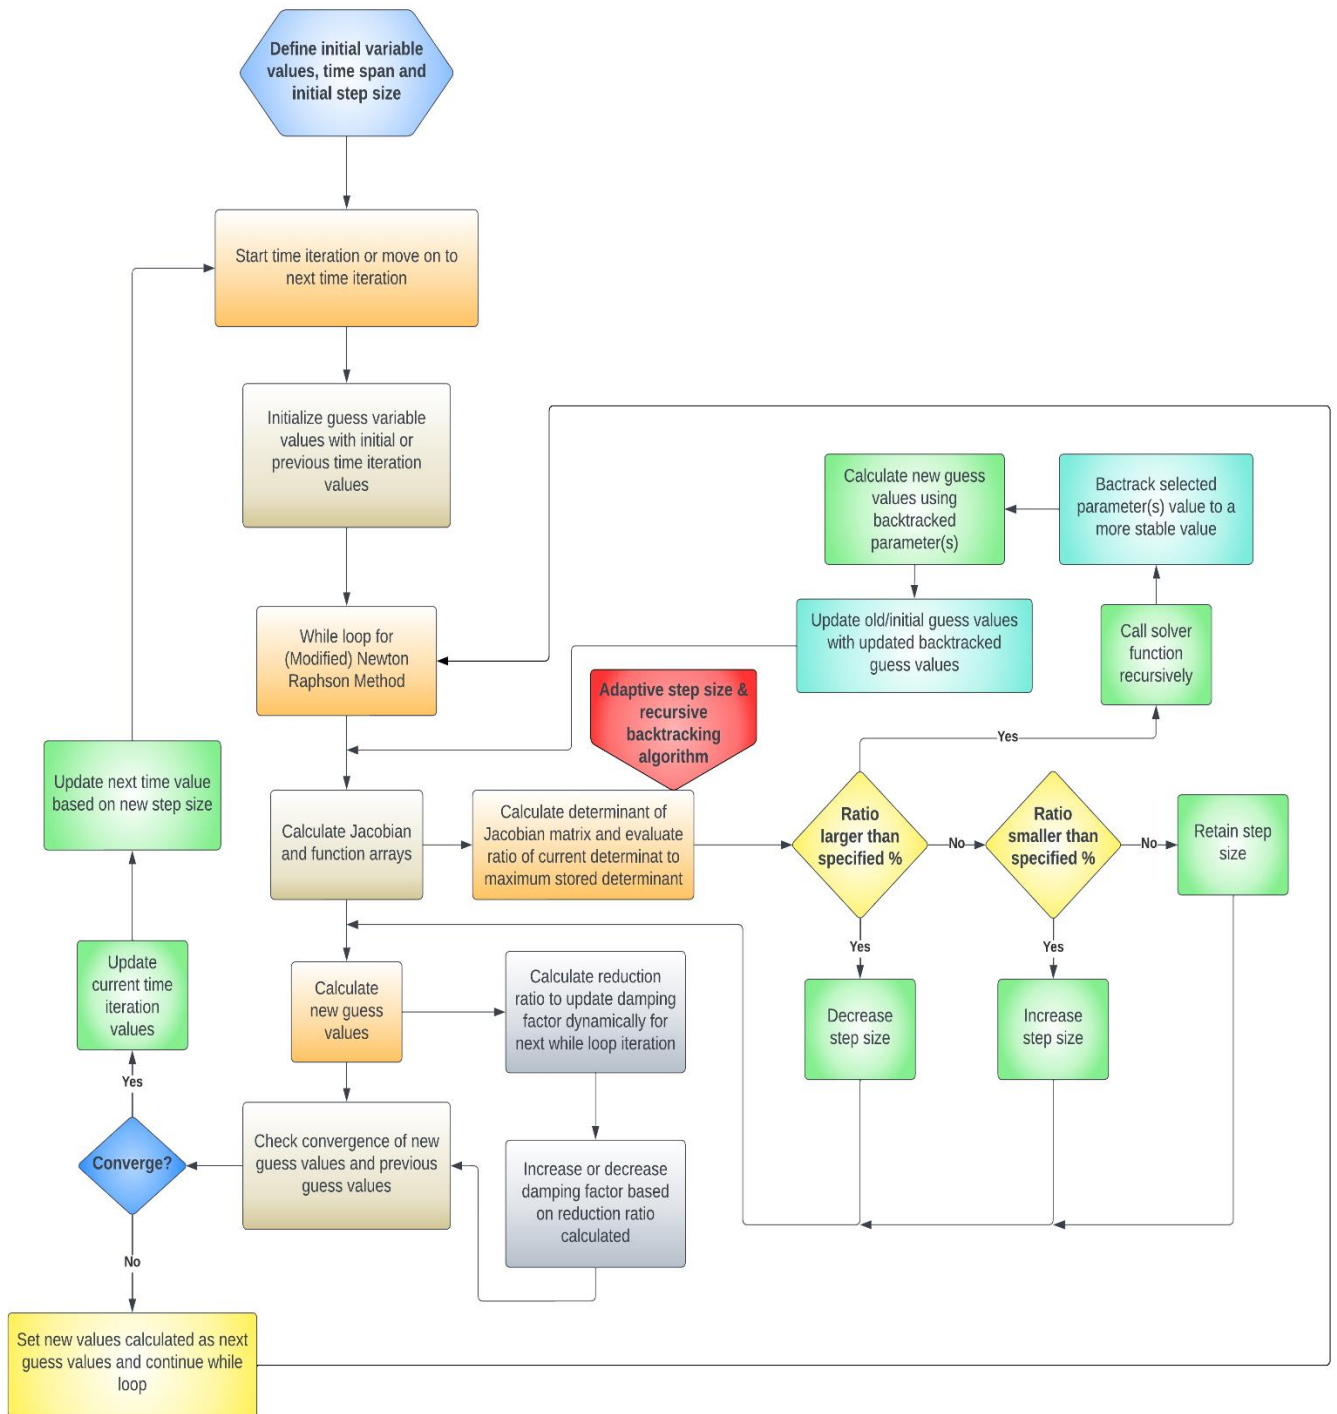 Define initial variable
values, time span and
initial step size
Start time iteration or move on to
next time iteration
Initialize guess variable
values with initial or
previous time iteration
values
Calculate new guess
values using
backtracked
parameter(s)
Bactrack selected
parameter(s) value to a
more stable value
While loop for
(Modified) Newton
Raphson Method
Update old/initial guess values
with updated backtracked
guess values
Call solver
function
recursively
Adaptive step size &
recursive
backtracking
algorithm
Yes
Update next time value
based on new step size
Calculate Jacobian
and function arrays
Calculate determinant of
Jacobian matrix and evaluate
ratio of current determinat to
maximum stored determinant
Ratio
larger than
specified %
No
Ratio
smaller than
specified %
No
Retain step
size
Yes
Yes
Update
current time
iteration
values
Calculate
new guess
values
Calculate reduction
ratio to update damping
factor dynamically for
next while loop iteration
Decrease
step size
Increase
step size
Yes
Converge?
Check convergence of new
guess values and previous
guess values
Increase or decrease
damping factor based
on reduction ratio
calculated
No
Set new values calculated as next
guess values and continue while
loop